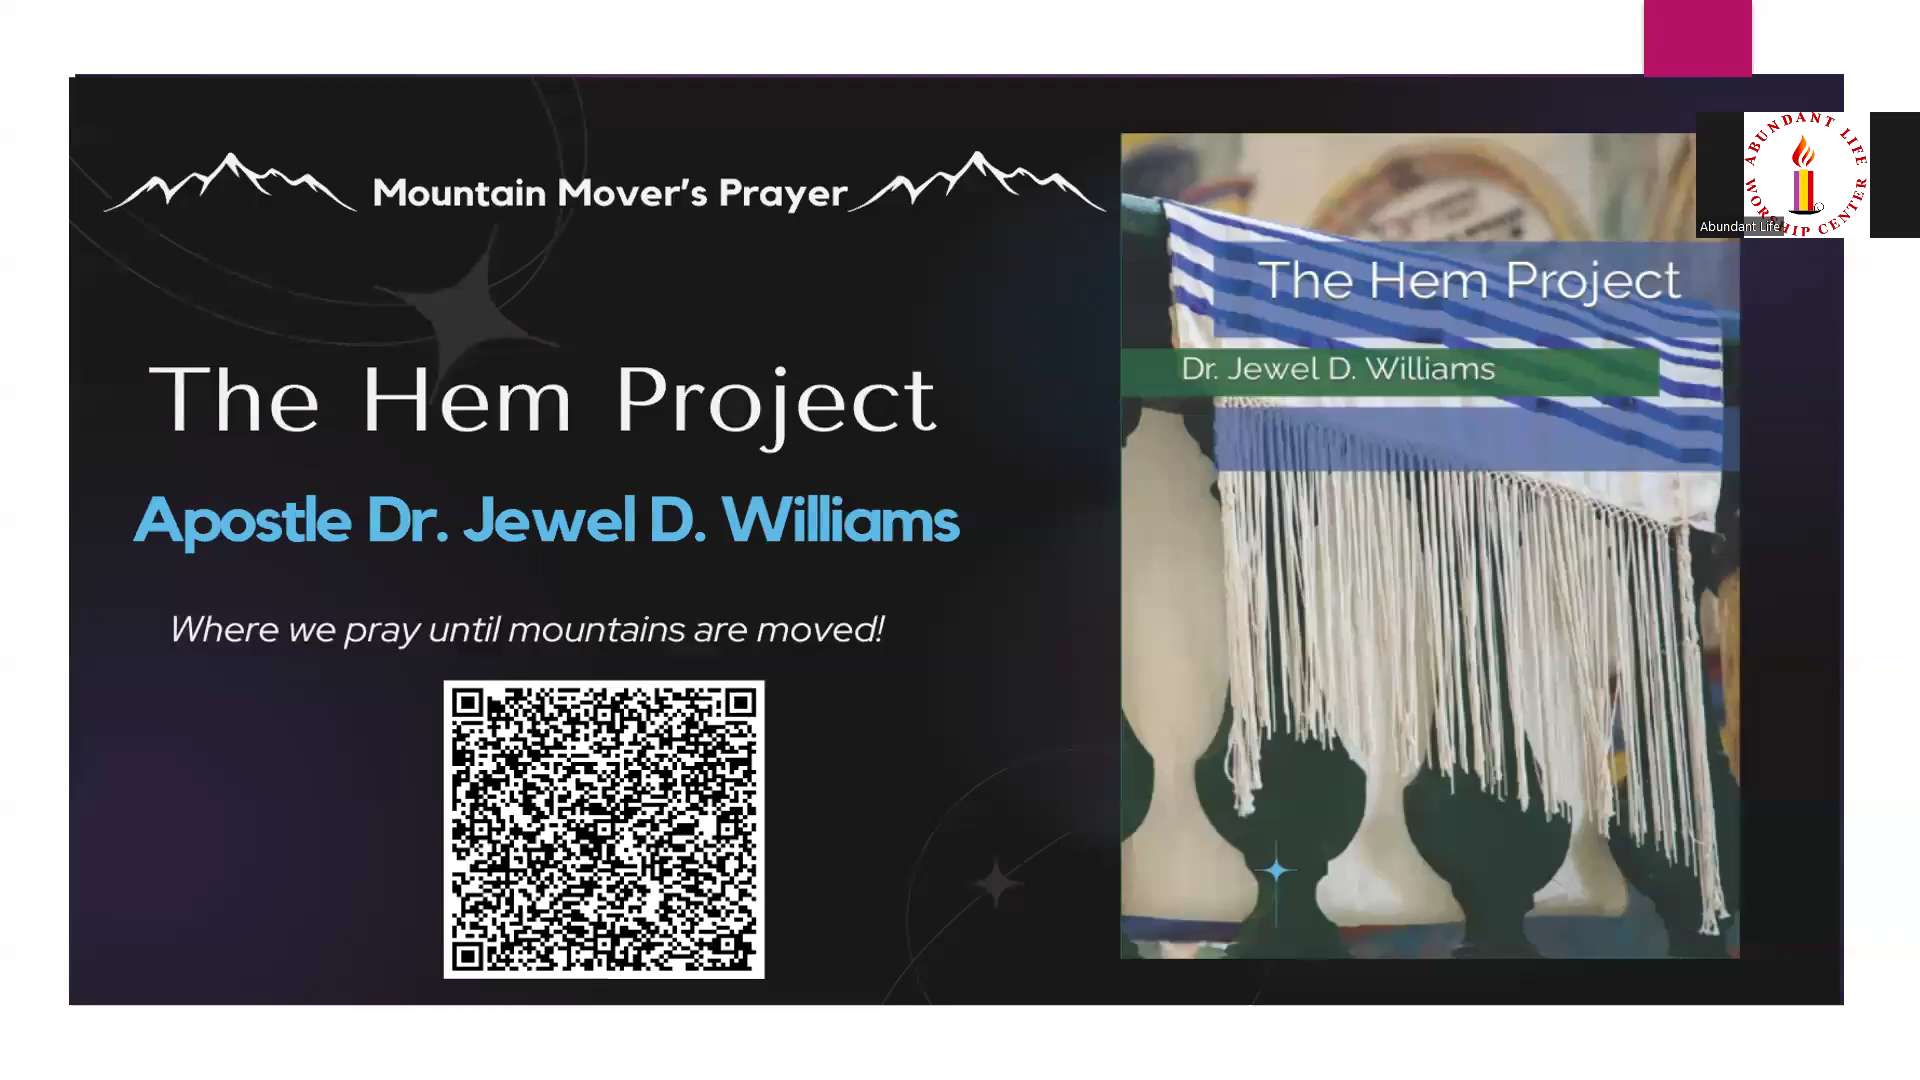 Mountain Mover's Prayer
The Hem Project
Apostle Dr. Jewel D. Williams
Where we pray until mountains are moved!
The Hem Project
Dr. Jewel D. Williams
ABUNDANT LIFE
WORSHIP CENTER
Abundant Life